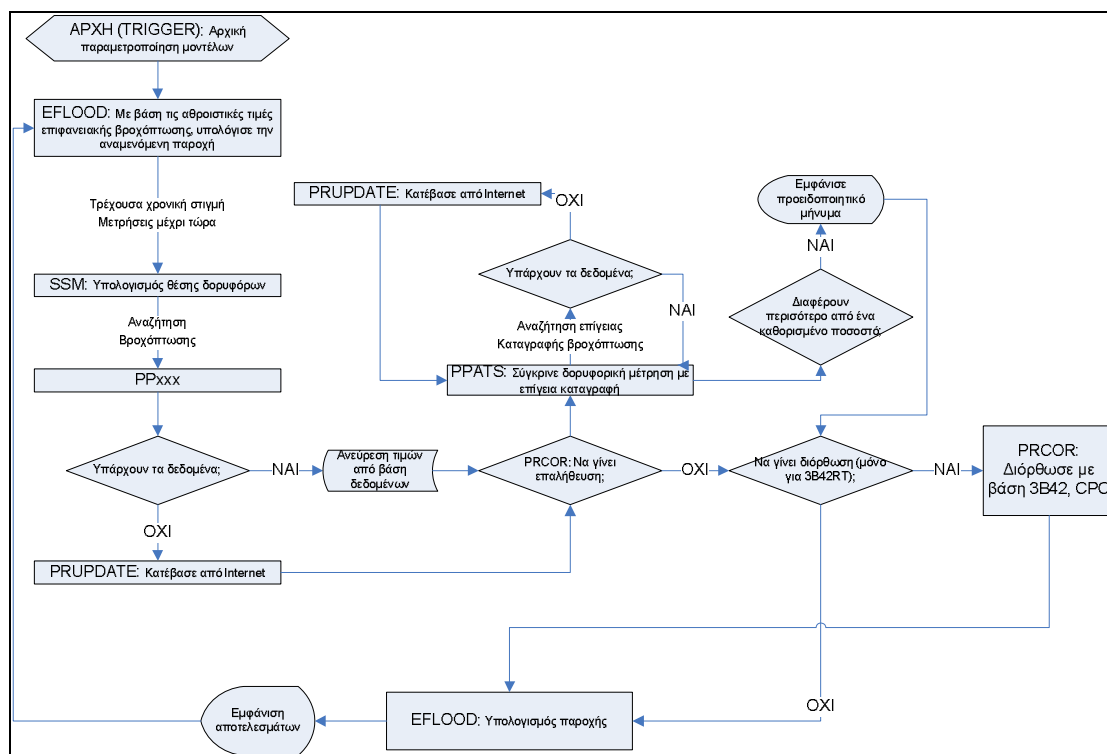 ΑΡΧΗ (TRIGGER): Αρχική
παραμετροποίηση μοντέλων
EFLOOD: Με βάση τις αθροιστικές τιμές
επιφανειακής βροχόπτωσης, υπολόγισε την
αναμενόμενη παροχή
Τρέχουσα χρονική στιγμή
Μετρήσεις μέχρι τώρα
SSM: Υπολογισμός θέσης δορυφόρων
Αναζήτηση
Βροχόπτωσης
PPxxx
Υπάρχουν τα δεδομένα;
ΝΑΙ
ΟΧΙ
PRUPDATE: Κατέβασε από Internet
Ανεύρεση τιμών
από βάση
δεδομένων
PRCOR: Να γίνει
επαλήθευση;
ΟΧΙ
PPATS: Σύγκρινε δορυφορική μέτρηση με
επίγεια καταγραφή
Αναζήτηση επίγειας
Καταγραφής βροχόπτωσης
Υπάρχουν τα δεδομένα;
ΟΧΙ
ΝΑΙ
PRUPDATE: Κατέβασε από Internet
Διαφέρουν
περισότερο από ένα
καθορισμένο ποσοστό;
ΝΑΙ
Εμφάνισε
προειδοποιητικό
μήνυμα
Να γίνει διόρθωση (μόνο
για 3B42RT);
ΝΑΙ
ΟΧΙ
PRCOR:
Διόρθωσε με
βάση 3B42, CPC
EFLOOD: Υπολογισμός παροχής
Εμφάνιση
αποτελεσμάτων